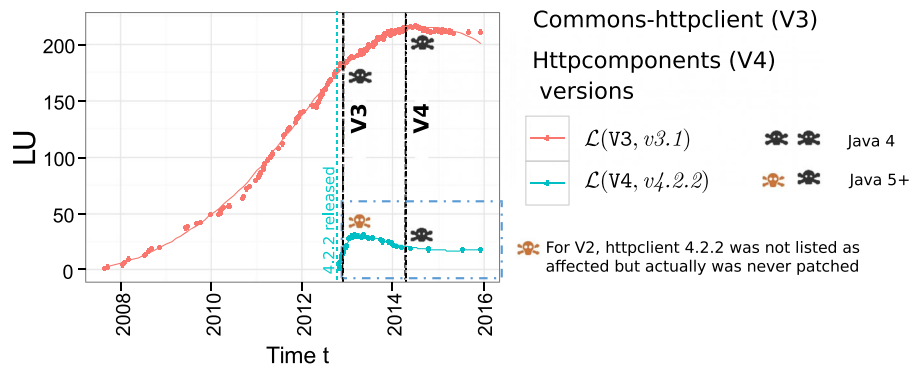 Commons-httpclient (V3)
Httpcomponents (V4)
versions
ℒ(V3, v3.1)
Java 4
ℒ(V4, v4.2.2)
Java 5+
For V2, httpclient 4.2.2 was not listed as
affected but actually was never patched
LU
200
150
100
50
0
4.2.2 released
V3
V4
2008
2010
2012
2014
2016
Time t